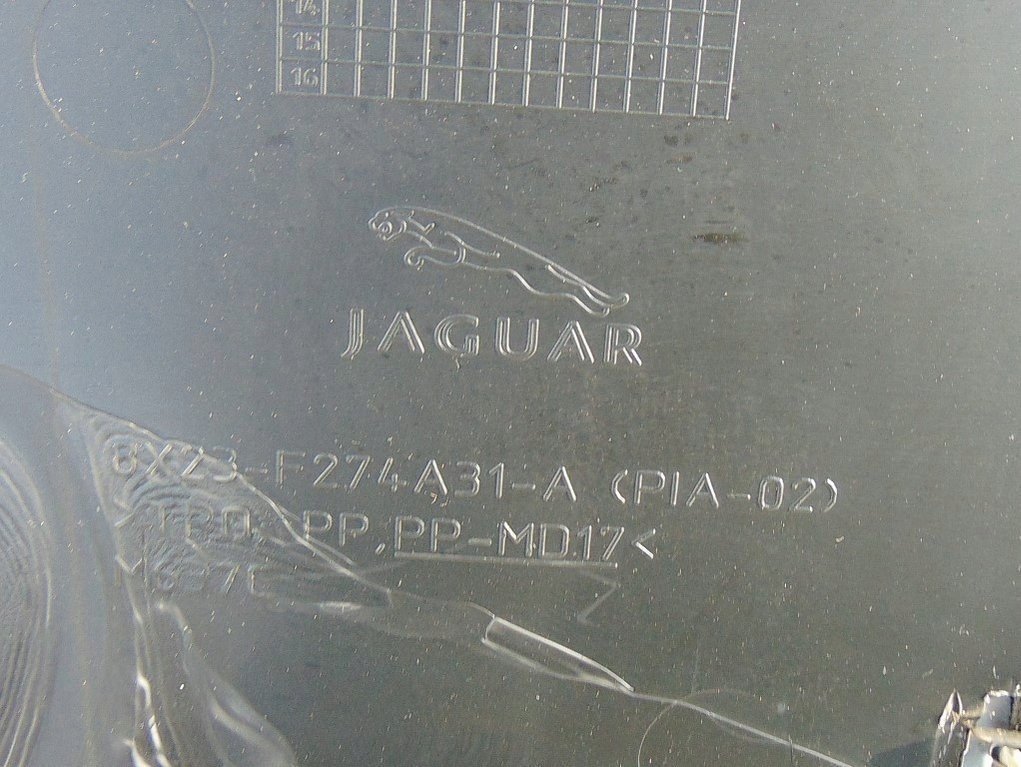 14
15
16
JAGUAR
8X23-F274A31-A (PIA-02)
PP,PP-MD17<